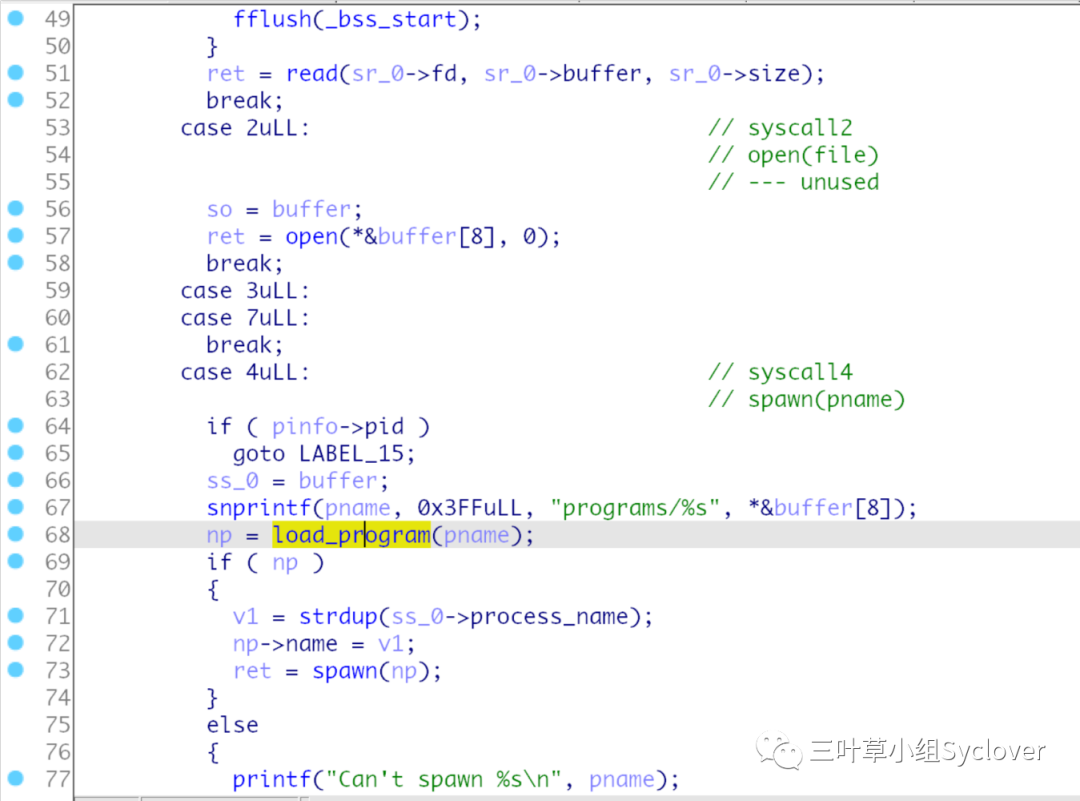 49 fflush(_bss_start);
50 }
51 ret = read(sr_0->fd, sr_0->buffer, sr_0->size);
52 break;
53 case 2uLL: // syscall2
54 // open(file)
55 // --- unused
56 so = buffer;
57 ret = open(*&buffer[8], 0);
58 break;
59 case 3uLL:
60 case 7uLL:
61 break;
62 case 4uLL: // syscall4
63 // spawn(pname)
64 if ( pinfo->pid )
65 goto LABEL_15;
66 ss_0 = buffer;
67 snprintf(pname, 0x3FFuLL, "programs/%s", *&buffer[8]);
68 np = load_program(pname);
69 if ( np )
70 {
71 v1 = strdup(ss_0->process_name);
72 np->name = v1;
73 ret = spawn(np);
74 }
75 else
76 {
77 printf("Can't spawn %s\n", pname);
三叶草小组Syclover